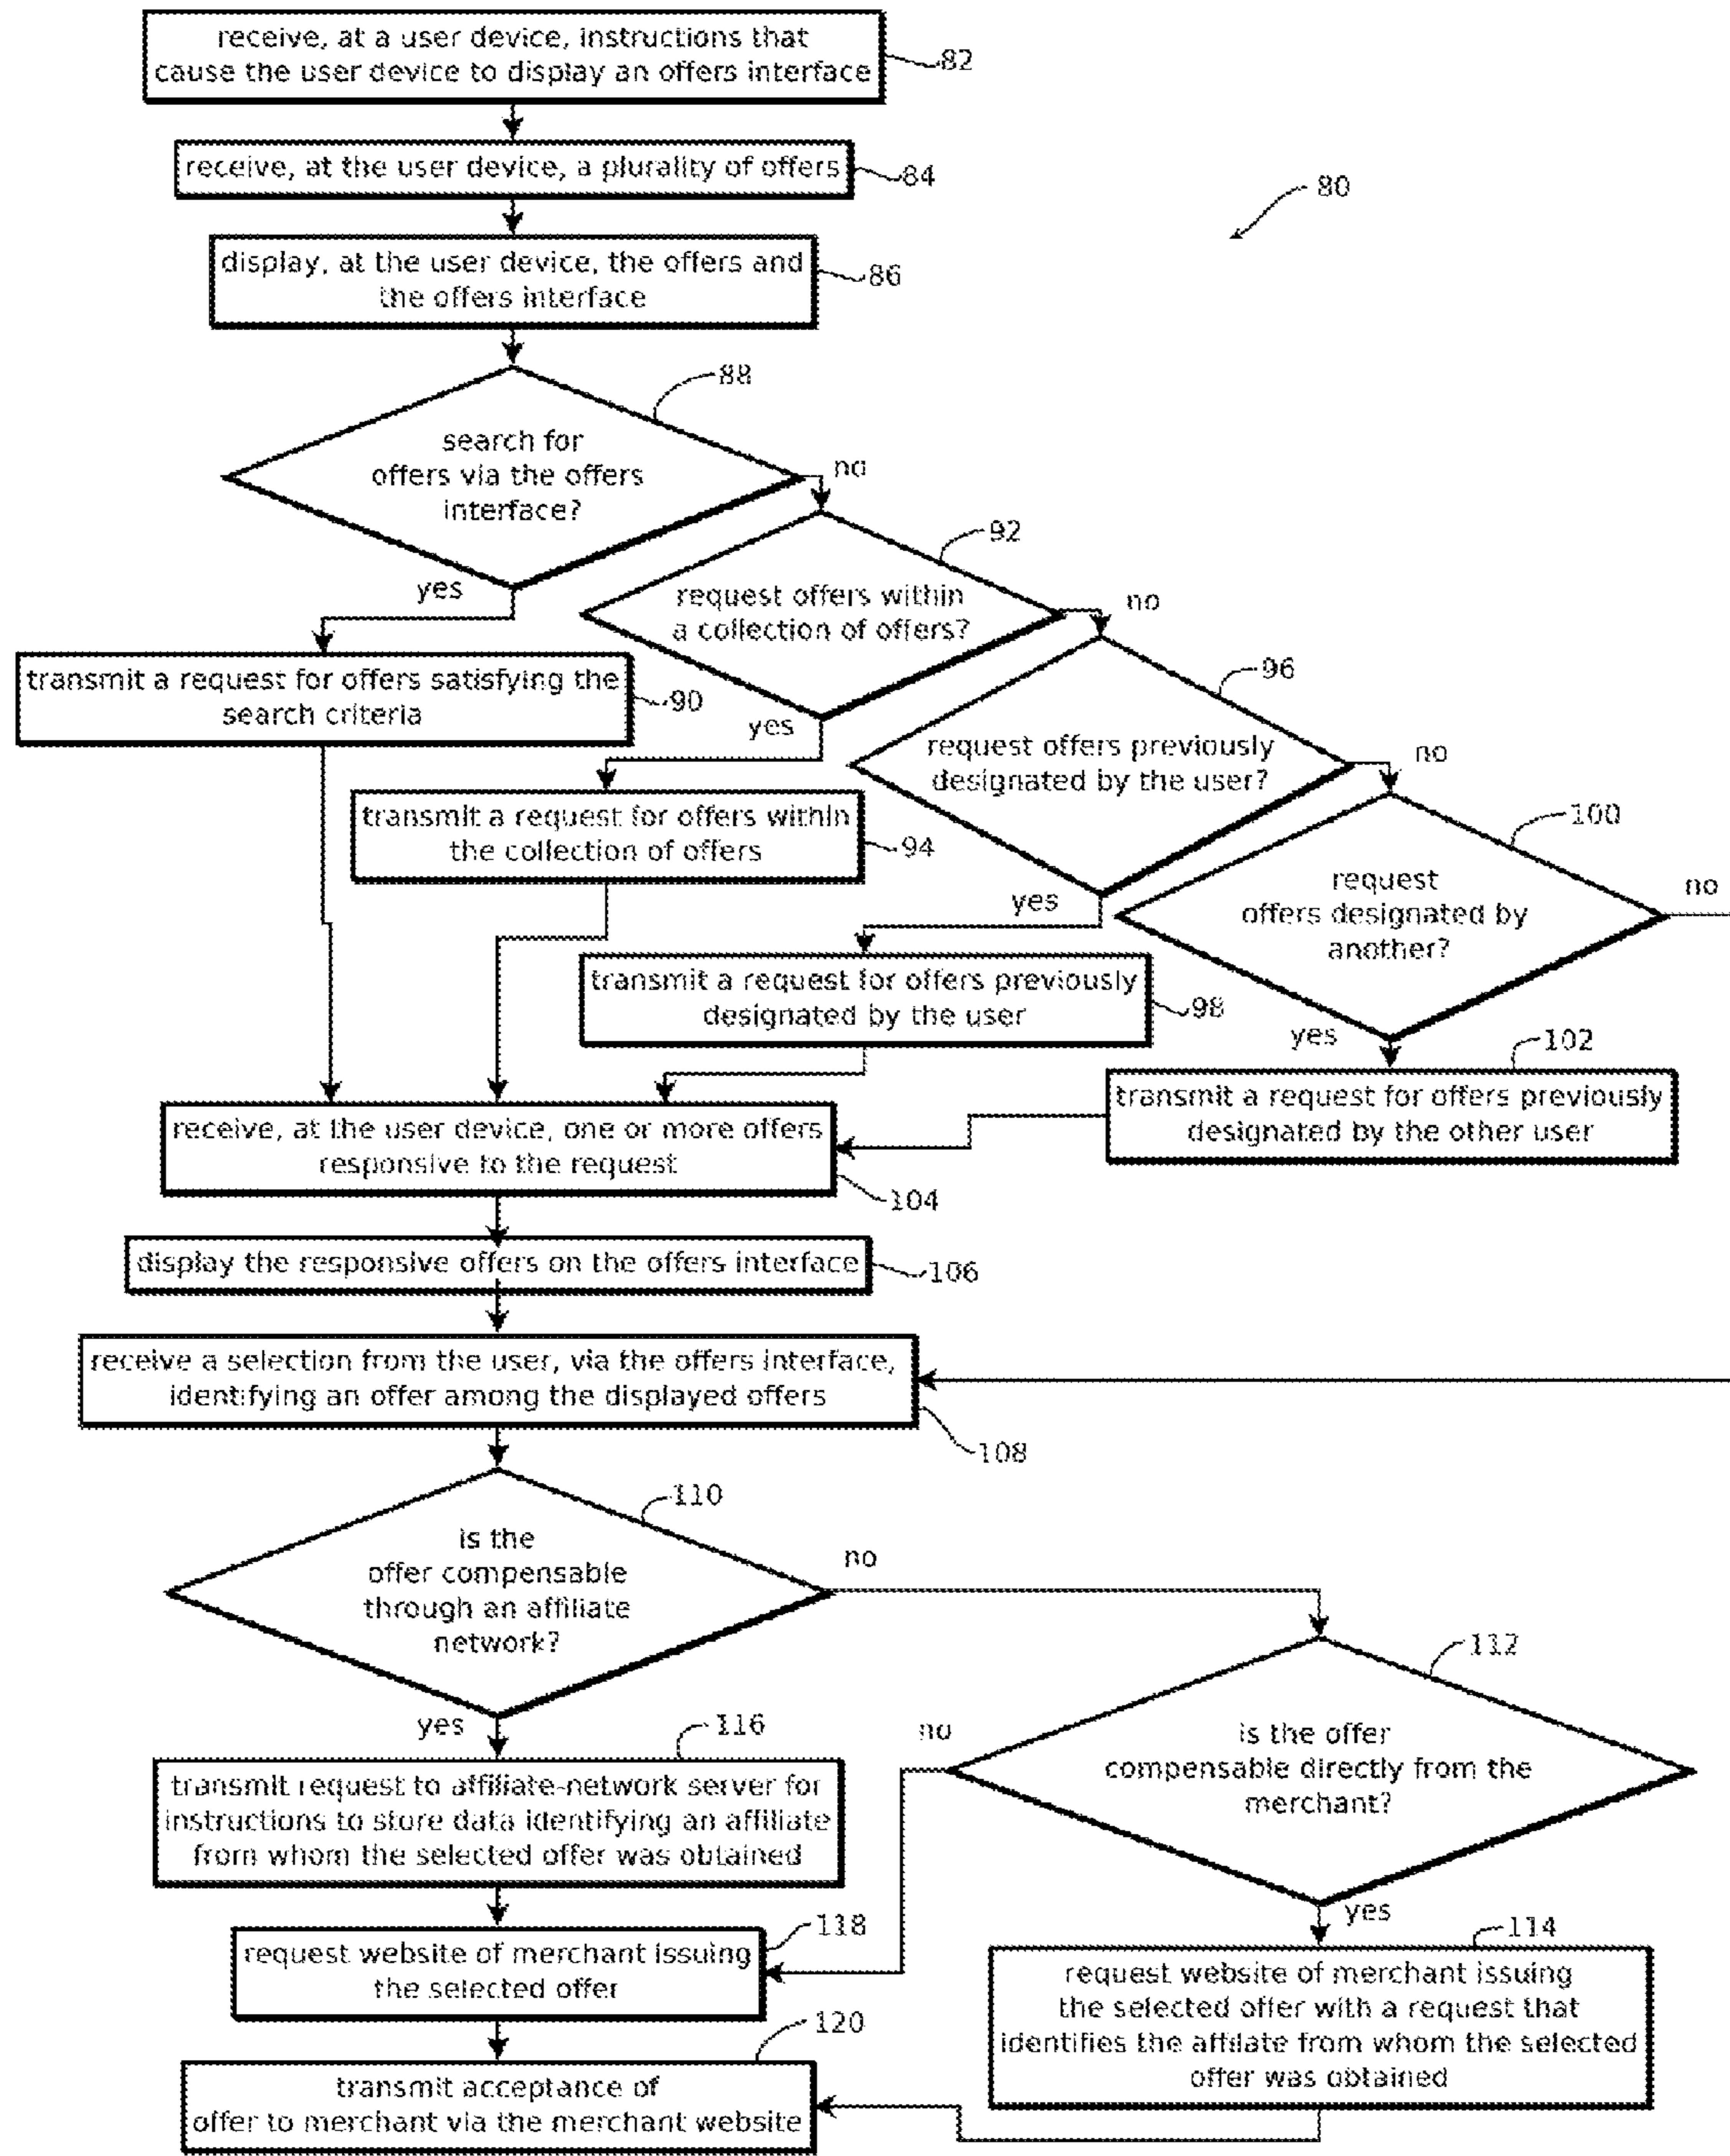 receive, at a user device, instructions that
cause the user device to display an offers interface
82
receive, at the user device, a plurality of offers
84
80
display, at the user device, the offers and
the offers interface
86
88
search for
offers via the offers
interface?
no
yes
92
request offers within
a collection of offers?
no
yes
transmit a request for offers satisfying the
search criteria
90
96
request offers previously
designated by the user?
no
yes
transmit a request for offers within
the collection of offers
94
100
request
offers designated by
another?
no
yes
transmit a request for offers previously
designated by the user
98
102
transmit a request for offers previously
designated by the other user
receive, at the user device, one or more offers
responsive to the request
104
display the responsive offers on the offers interface
106
receive a selection from the user, via the offers interface,
identifying an offer among the displayed offers
108
110
is the
offer compensable
through an affiliate
network?
no
yes
112
is the offer
compensable directly from the
merchant?
no
yes
116
transmit request to affiliate-network server for
instructions to store data identifying an affiliate
from whom the selected offer was obtained
118
request website of merchant issuing
the selected offer
114
request website of merchant issuing
the selected offer with a request that
identifies the affilate from whom the selected
offer was obtained
120
transmit acceptance of
offer to merchant via the merchant website